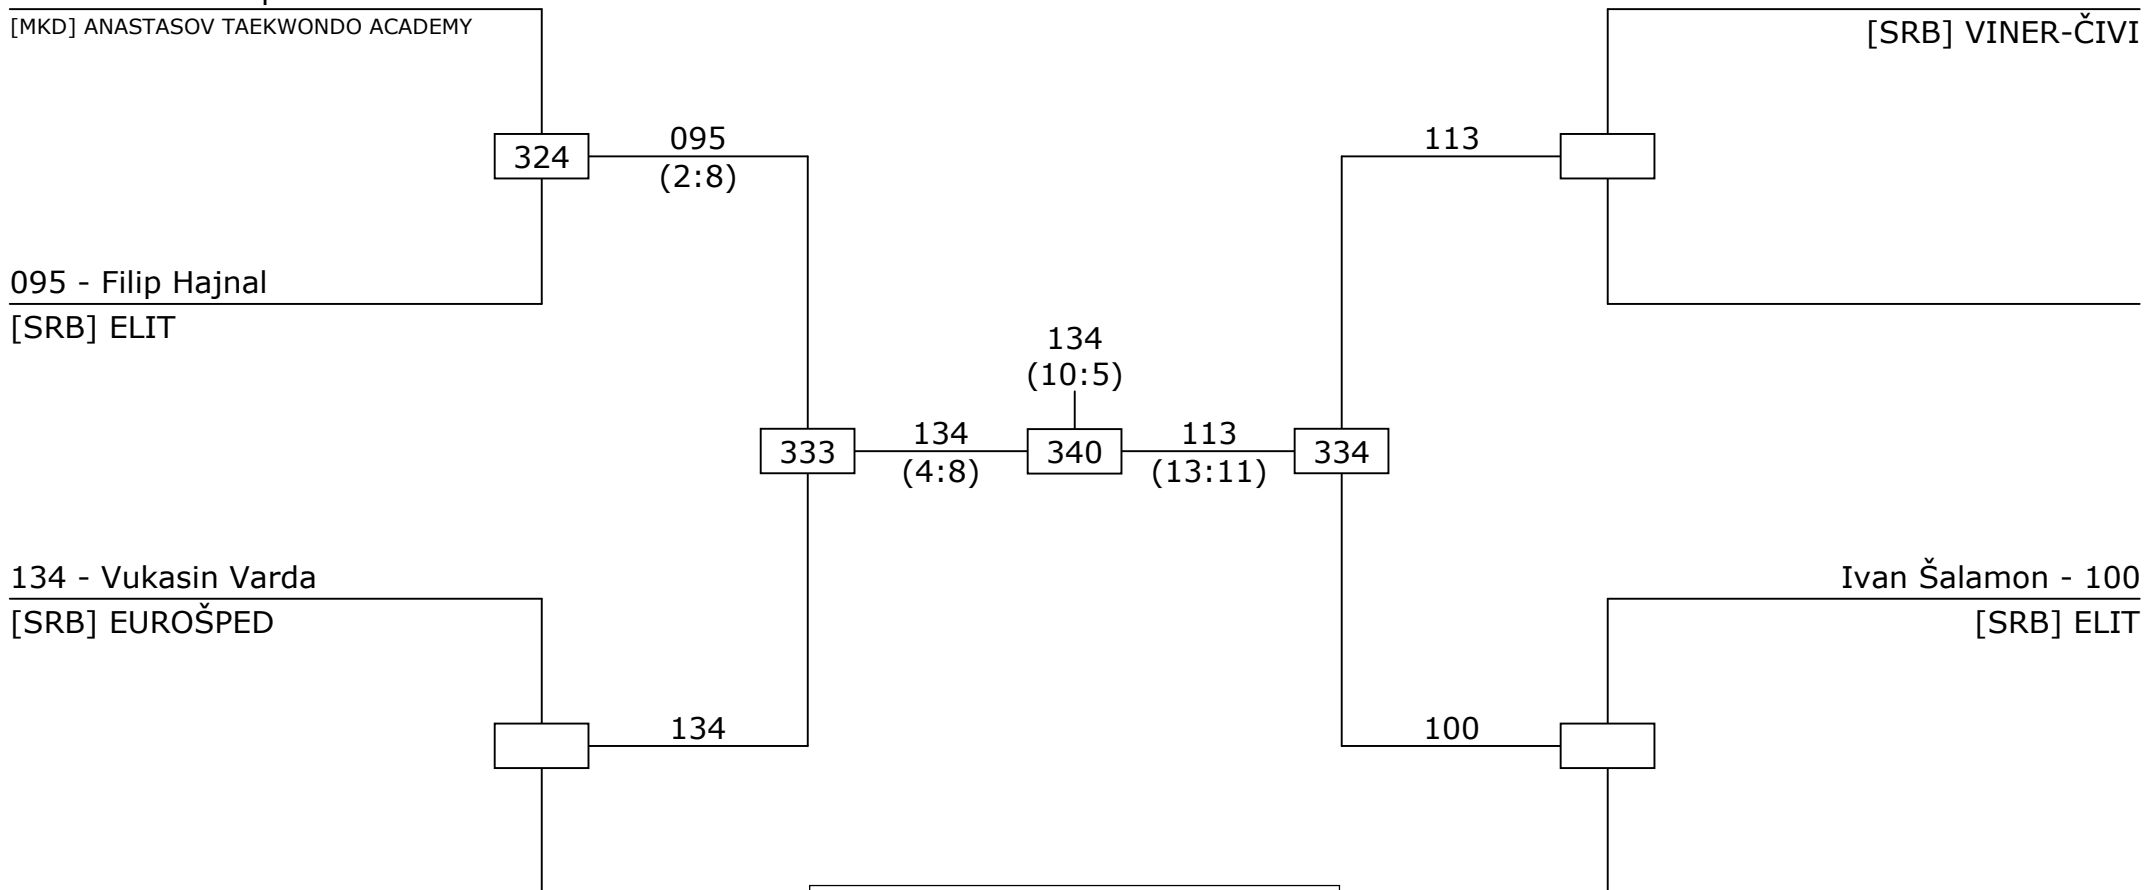 [MKD] ANASTASOV TAEKWONDO ACADEMY
[SRB] VINER-ČIVI
324
095
(2:8)
113
095 - Filip Hajnal
[SRB] ELIT
134
(10:5)
333
134
(4:8)
340
113
(13:11)
334
134 - Vukasin Varda
[SRB] EUROŠPED
Ivan Šalamon - 100
[SRB] ELIT
134
100